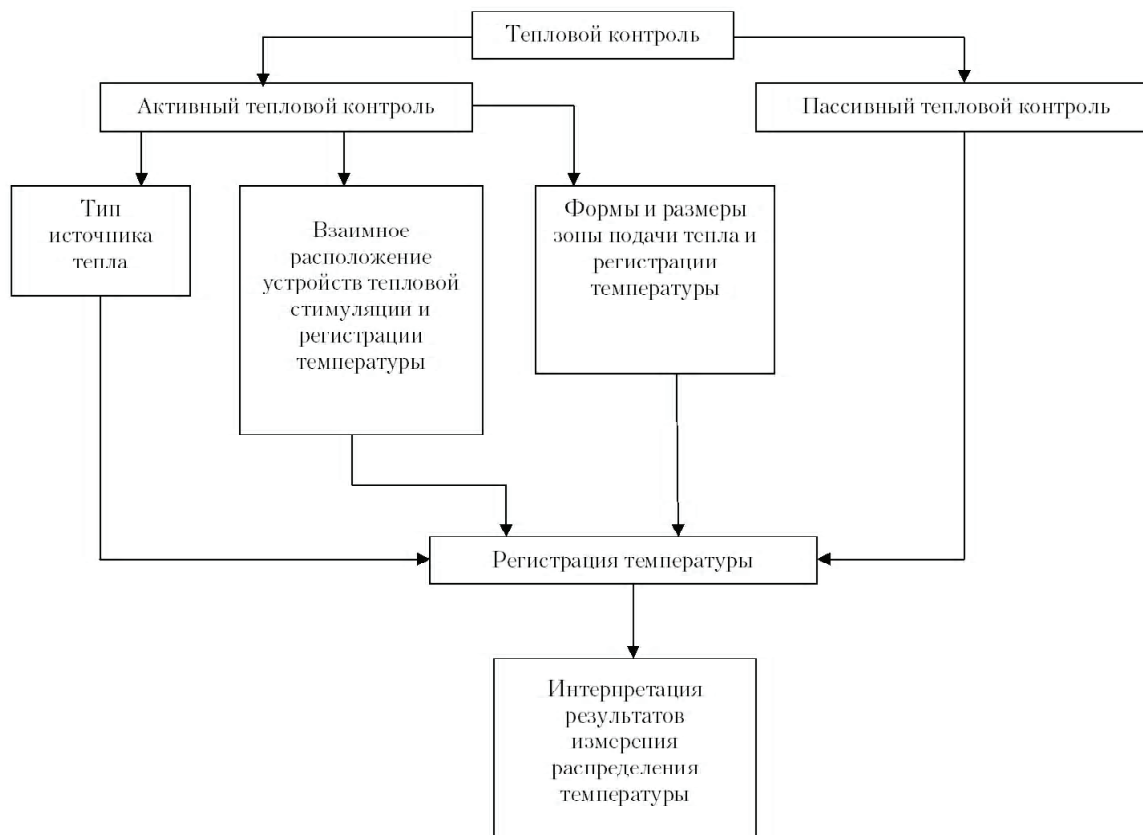 Тепловой контроль
Активный тепловой контроль
Пассивный тепловой контроль
Тип
источника
тепла
Взаимное
расположение
устройств тепловой
стимуляции и
регистрации
температуры
Формы и размеры
зоны подачи тепла и
регистрации
температуры
Регистрация температуры
Интерпретация
результатов
измерения
распределения
температуры